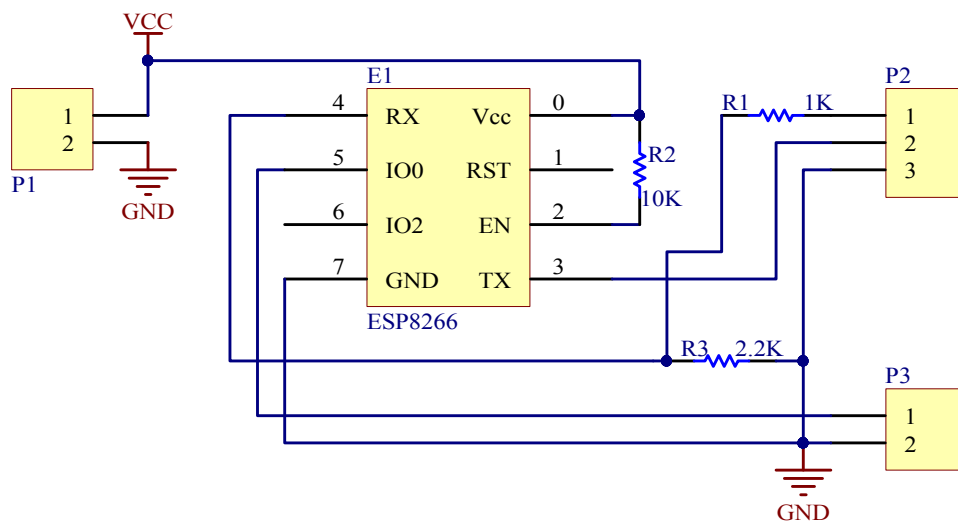 VCC
1
2
P1
GND
E1
4 RX Vcc 0
5 IO0 RST 1
6 IO2 EN 2
7 GND TX 3
ESP8266
R2
10K
R1 1K
P2
1
2
3
R3 2.2K
P3
1
2
GND